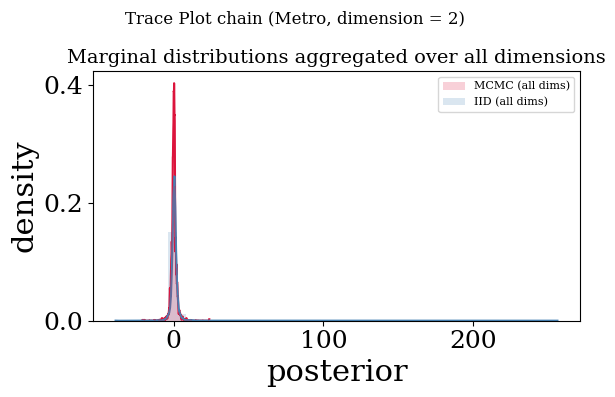 Trace Plot chain (Metro, dimension = 2)
Marginal distributions aggregated over all dimensions
MCMC (all dims)
IID (all dims)
density
0.4
0.2
0.0
0 100 200
posterior